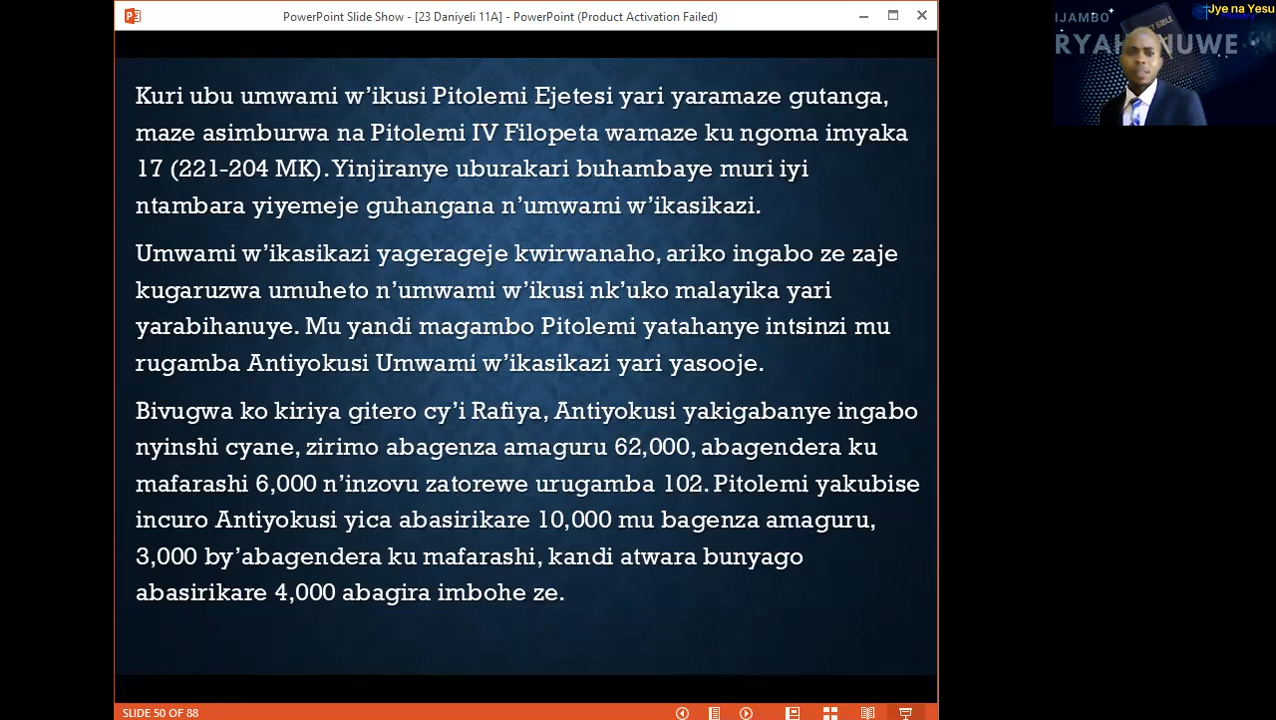 PowerPoint Slide Show - [23 Daniyeli 11A] - PowerPoint (Product Activation Failed)
Kuri ubu umwami w’ikusi Pitolemi Ejetesi yari yaramaze gutanga,
maze asimburwa na Pitolemi IV Filopeta wamaze ku ngoma imyaka
17 (221-204 MK). Yinjiranye uburakari buhambaye muri iyi
ntambara yiyemeje guhangana n’umwami w’ikasikazi.
Umwami w’ikasikazi yagerageje kwirwanaho, ariko ingabo ze zaje
kugaruzwa umuheto n’umwami w’ikusi nk’uko malayika yari
yarabihanuye. Mu yandi magambo Pitolemi yatahanye intsinzi mu
rugamba Antiyokusi Umwami w’ikasikazi yari yasooje.
Bivugwa ko kiriya gitero cy’i Rafiya, Antiyokusi yakigabanye ingabo
nyinshi cyane, zirimo abagenza amaguru 62,000, abagendera ku
mafarashi 6,000 n’inzovu zatorewe urugamba 102. Pitolemi yakubise
incuro Antiyokusi yica abasirikare 10,000 mu bagenza amaguru,
3,000 by’abagendera ku mafarashi, kandi atwara bunyago
abasirikare 4,000 abagira imbohe ze.
SLIDE 50 OF 88
Jye na Yesu
Ministry
IJAMBO
BIBLE